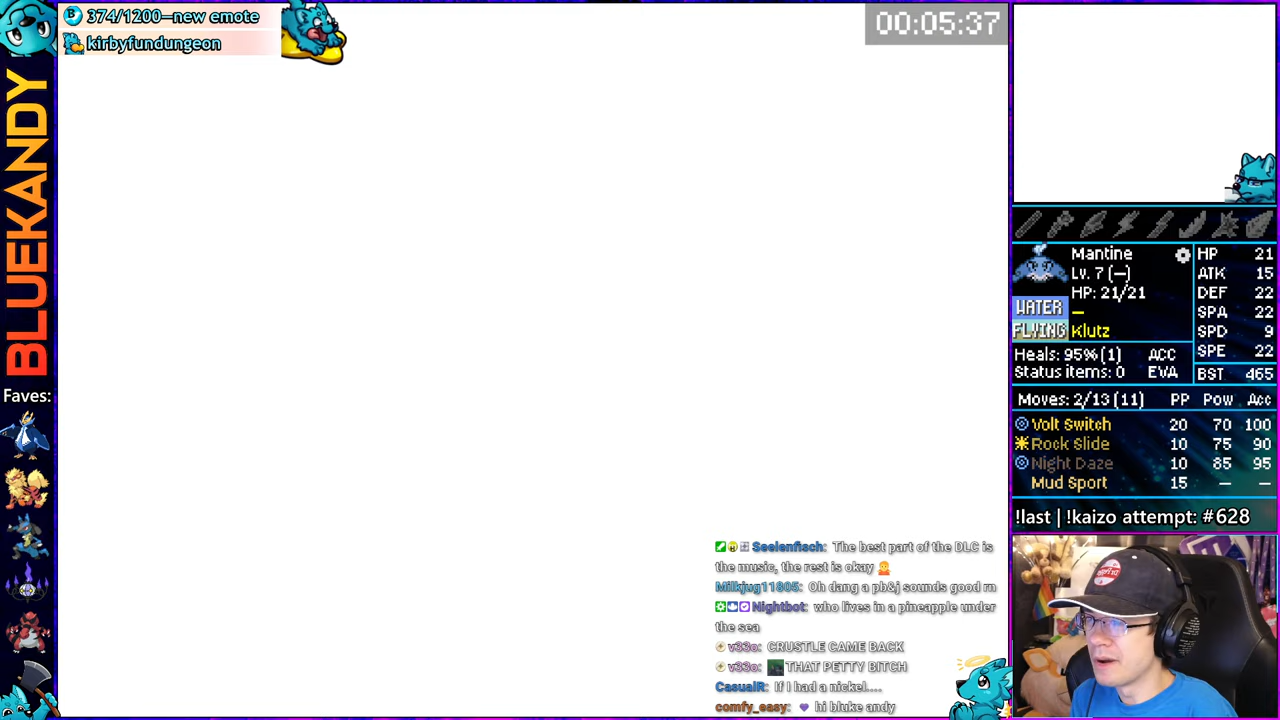 374/1200--new emote
kirbyfundungeon
00:05:37
BLUEKANDY
Faves:
Mantine
Lv. 7 (—)
HP: 21/21
WATER
FLYING
—
Klutz
HP 21
ATK 15
DEF 22
SPA 22
SPD 9
SPE 22
Heals: 95% (1) ACC
Status items: 0 EVA
BST 465
Moves: 2/13 (11) PP Pow Acc
Volt Switch 20 70 100
Rock Slide 10 75 90
Night Daze 10 85 95
Mud Sport 15 — —
!last | !kaizo attempt: #628
Seelenfisch: The best part of the DLC is
the music, the rest is okay
Milkjug11805: Oh dang a pb&j sounds good rn
Nightbot: who lives in a pineapple under
the sea
v33o: CRUSTLE CAME BACK
v33o: THAT PETTY BITCH
CasualR: If I had a nickel....
comfy_easy: hi bluke andy